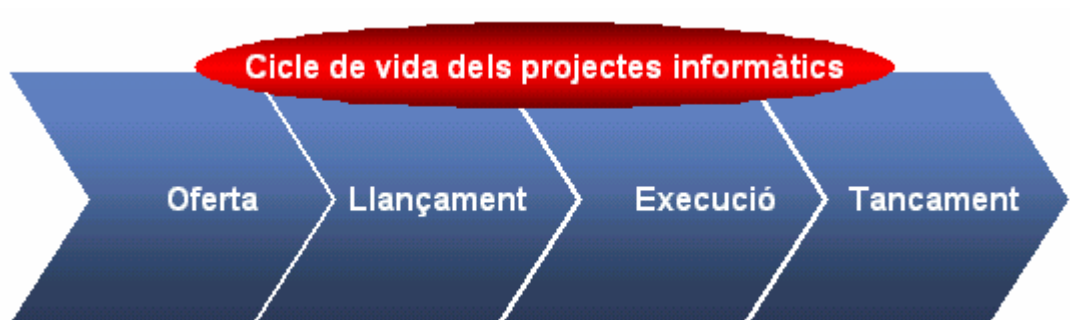 Cicle de vida dels projectes informàtics
Oferta
Llançament
Execució
Tancament